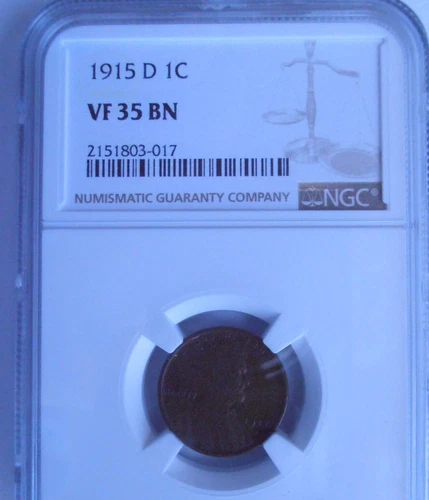 1915 D 1C
VF 35 BN
2151803-017
NUMISMATIC GUARANTY COMPANY
NGC®